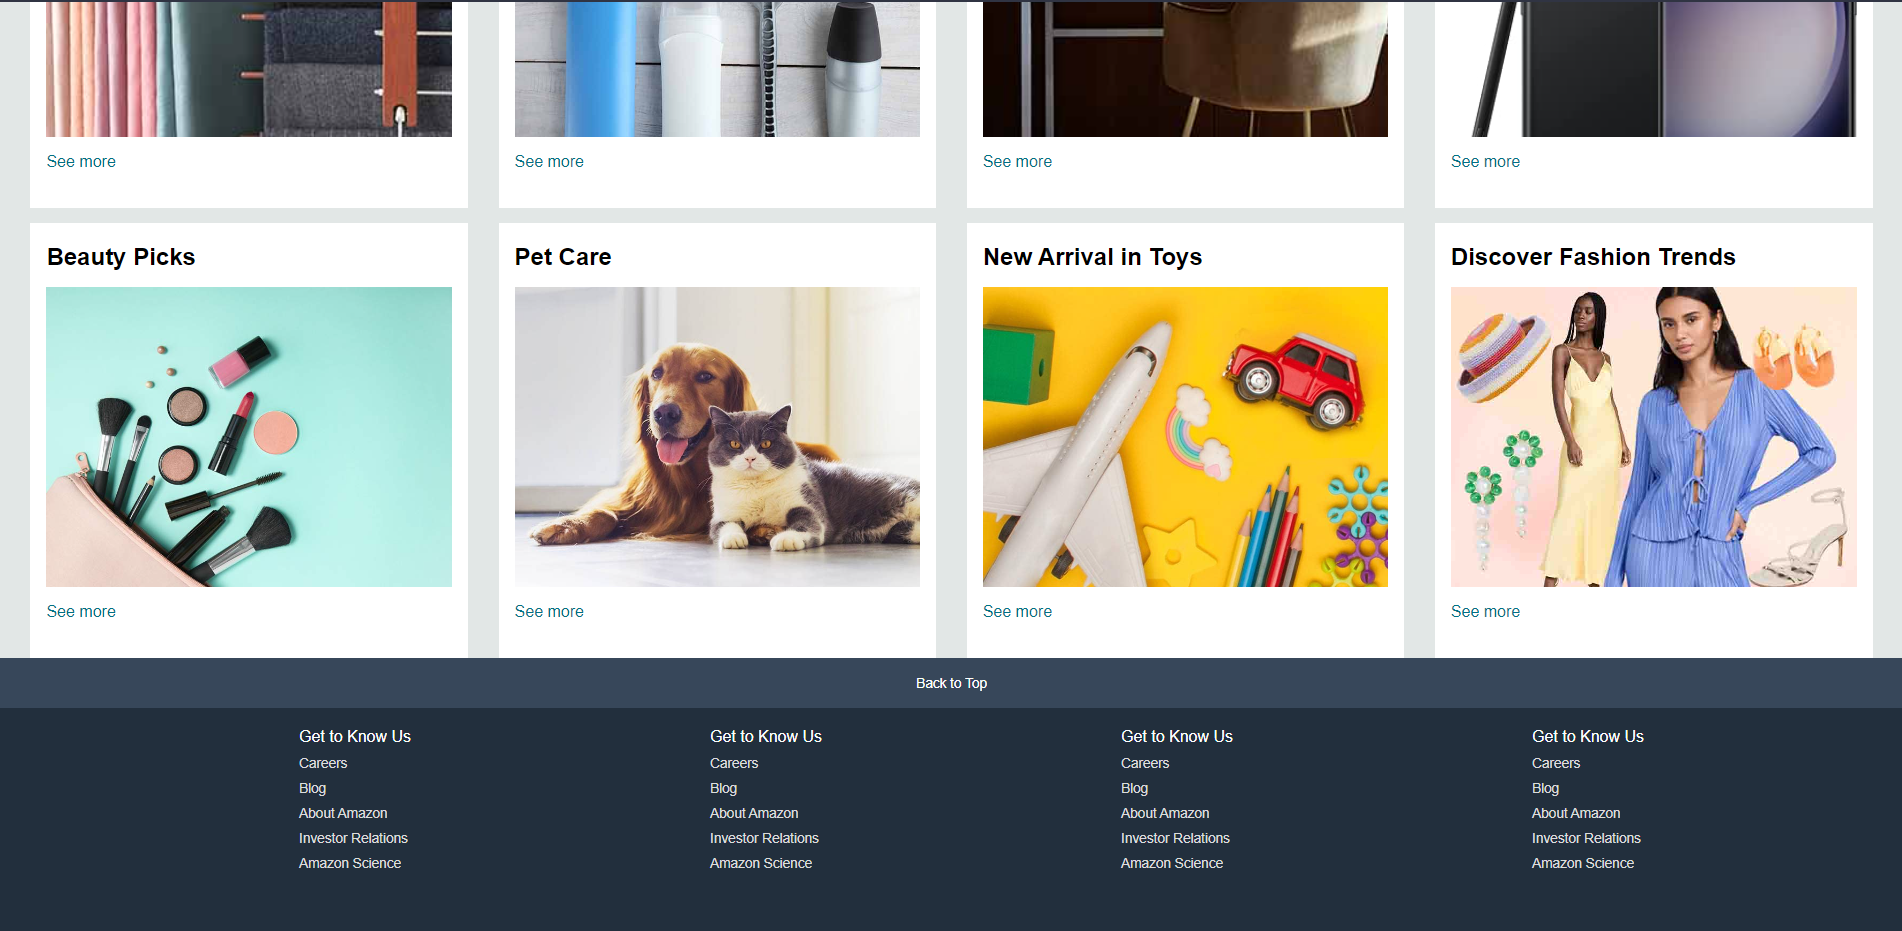 See more
See more
See more
See more
Beauty Picks
Pet Care
New Arrival in Toys
Discover Fashion Trends
See more
See more
See more
See more
Back to Top
Get to Know Us
Careers
Blog
About Amazon
Investor Relations
Amazon Science
Get to Know Us
Careers
Blog
About Amazon
Investor Relations
Amazon Science
Get to Know Us
Careers
Blog
About Amazon
Investor Relations
Amazon Science
Get to Know Us
Careers
Blog
About Amazon
Investor Relations
Amazon Science